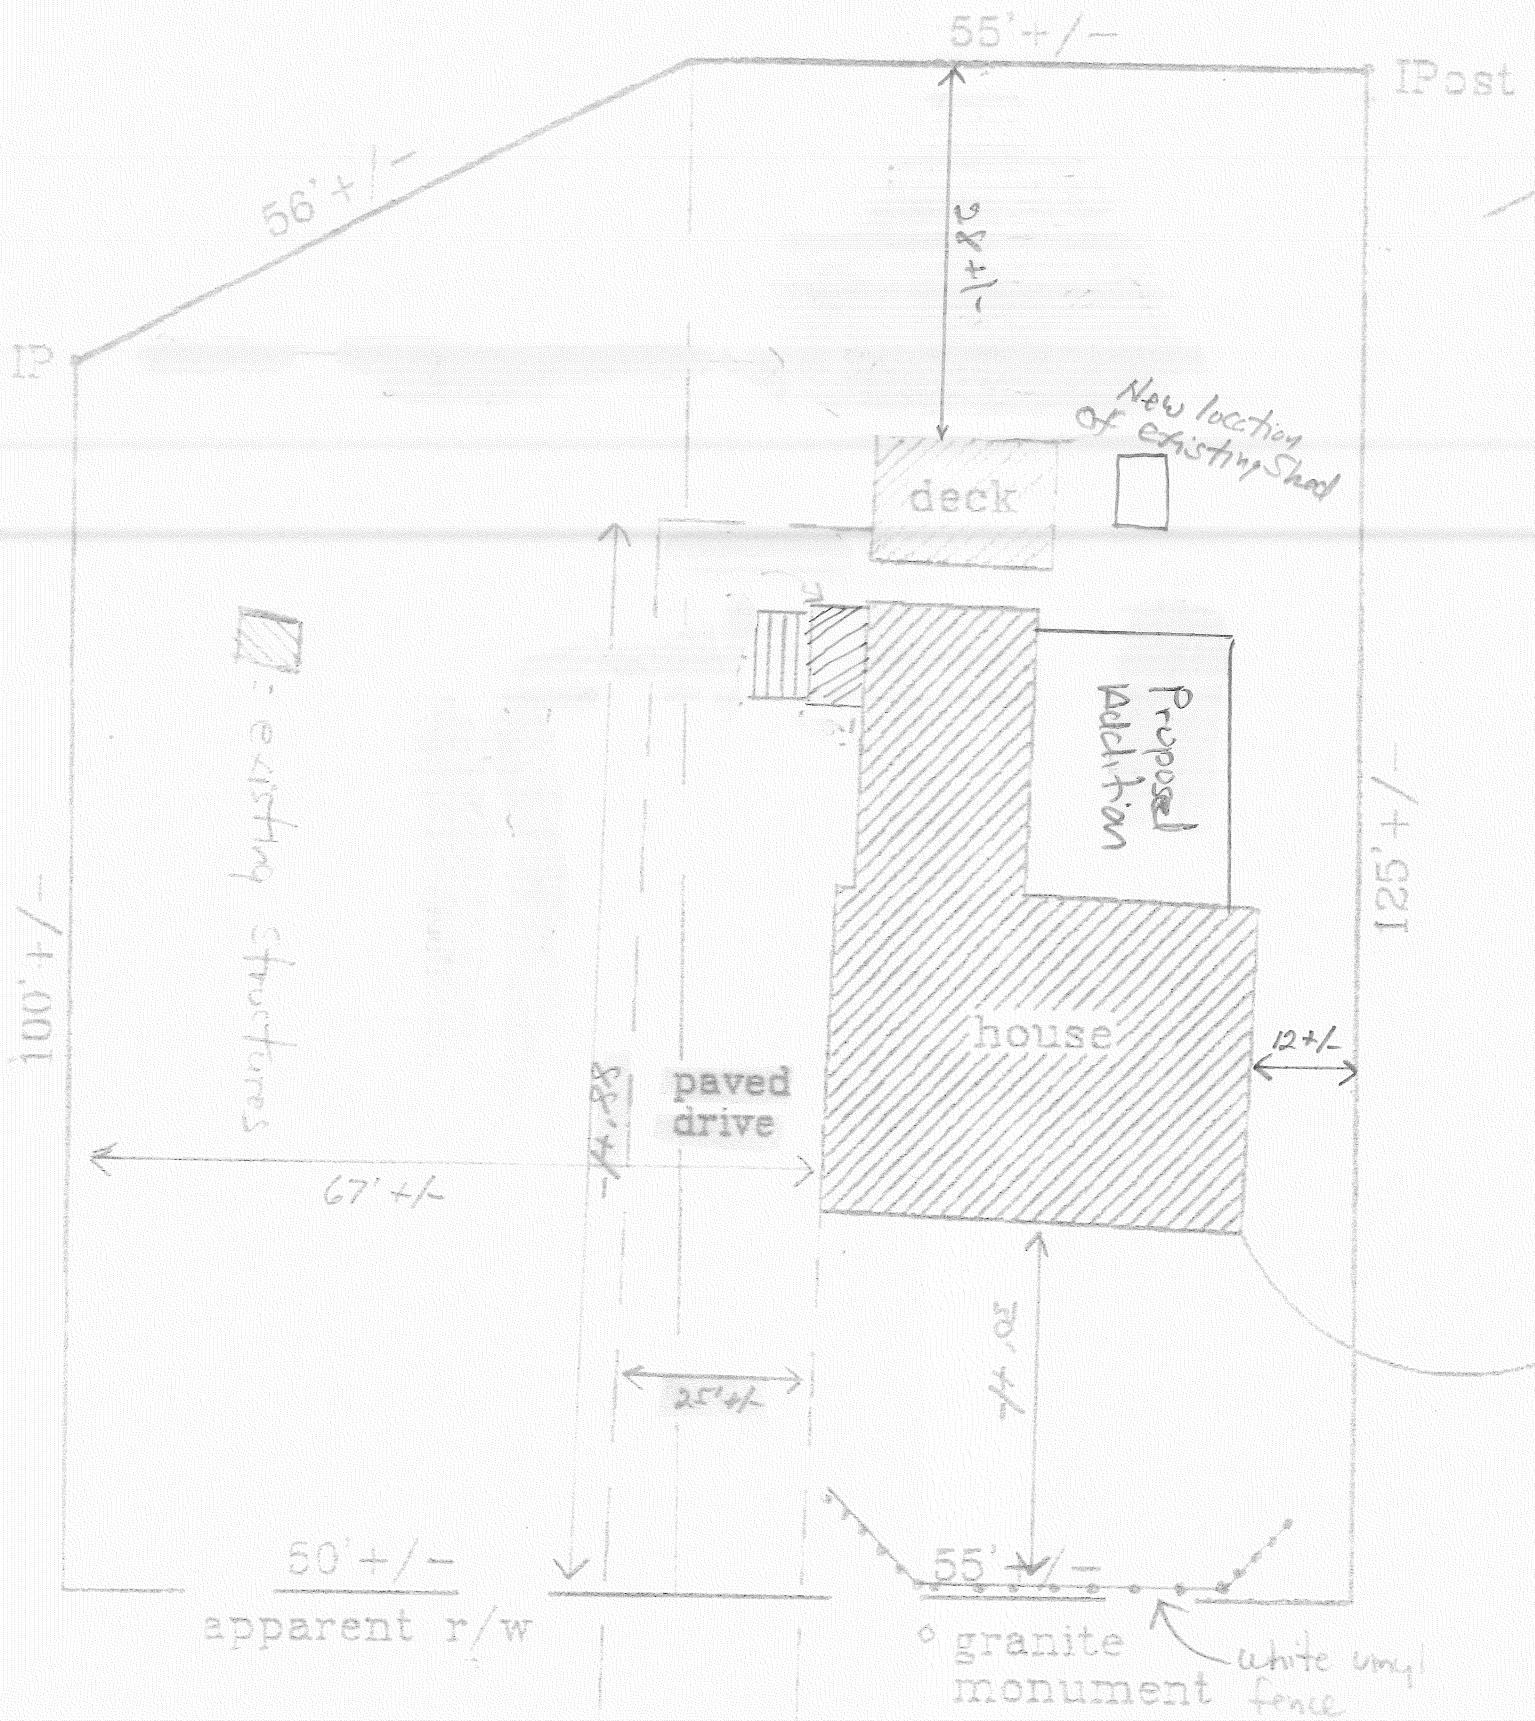 55'+/-
IPost
56'+/-
28 +/-
IP
New location
of existing Shed
deck
Proposed
Addition
existing structures
125'+/-
100'+/-
house
12 +/-
paved
drive
88' +/-
67' +/-
25' +/-
50'+/-
55'+/-
apparent r/w
granite
monument
white vinyl
fence